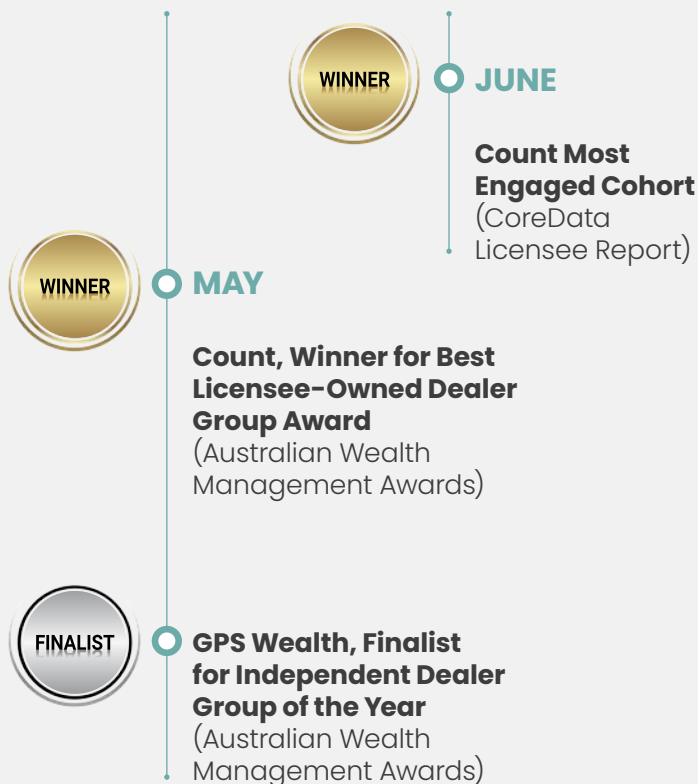 WINNER
MAY
Count, Winner for Best
Licensee-Owned Dealer
Group Award
(Australian Wealth
Management Awards)
FINALIST
GPS Wealth, Finalist
for Independent Dealer
Group of the Year
(Australian Wealth
Management Awards)
WINNER
JUNE
Count Most
Engaged Cohort
(CoreData
Licensee Report)